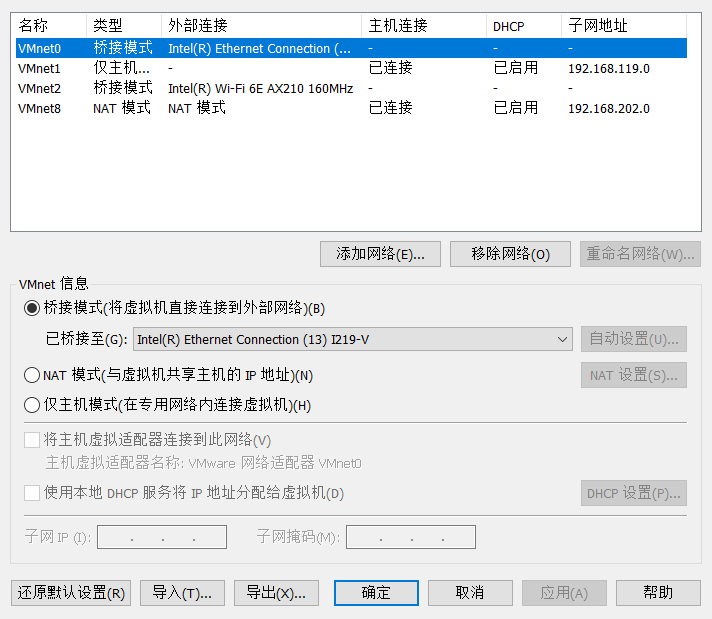 名称 类型 外部连接 主机连接 DHCP 子网地址
VMnet0 桥接模式 Intel(R) Ethernet Connection (... - - -
VMnet1 仅主机... - 已连接 已启用 192.168.119.0
VMnet2 桥接模式 Intel(R) Wi-Fi 6E AX210 160MHz - - -
VMnet8 NAT 模式 NAT 模式 已连接 已启用 192.168.202.0
添加网络(E)... 移除网络(O) 重命名网络(W)...
VMnet 信息
桥接模式(将虚拟机直接连接到外部网络)(B)
已桥接至(G): Intel(R) Ethernet Connection (13) I219-V 自动设置(U)...
NAT 模式(与虚拟机共享主机的 IP 地址)(N) NAT 设置(S)...
仅主机模式(在专用网络内连接虚拟机)(H)
将主机虚拟适配器连接到此网络(V)
主机虚拟适配器名称: VMware 网络适配器 VMnet0
使用本地 DHCP 服务将 IP 地址分配给虚拟机(D) DHCP 设置(P)...
子网 IP (I): . . . 子网掩码(M): . . .
还原默认设置(R) 导入(T)... 导出(X)... 确定 取消 应用(A) 帮助